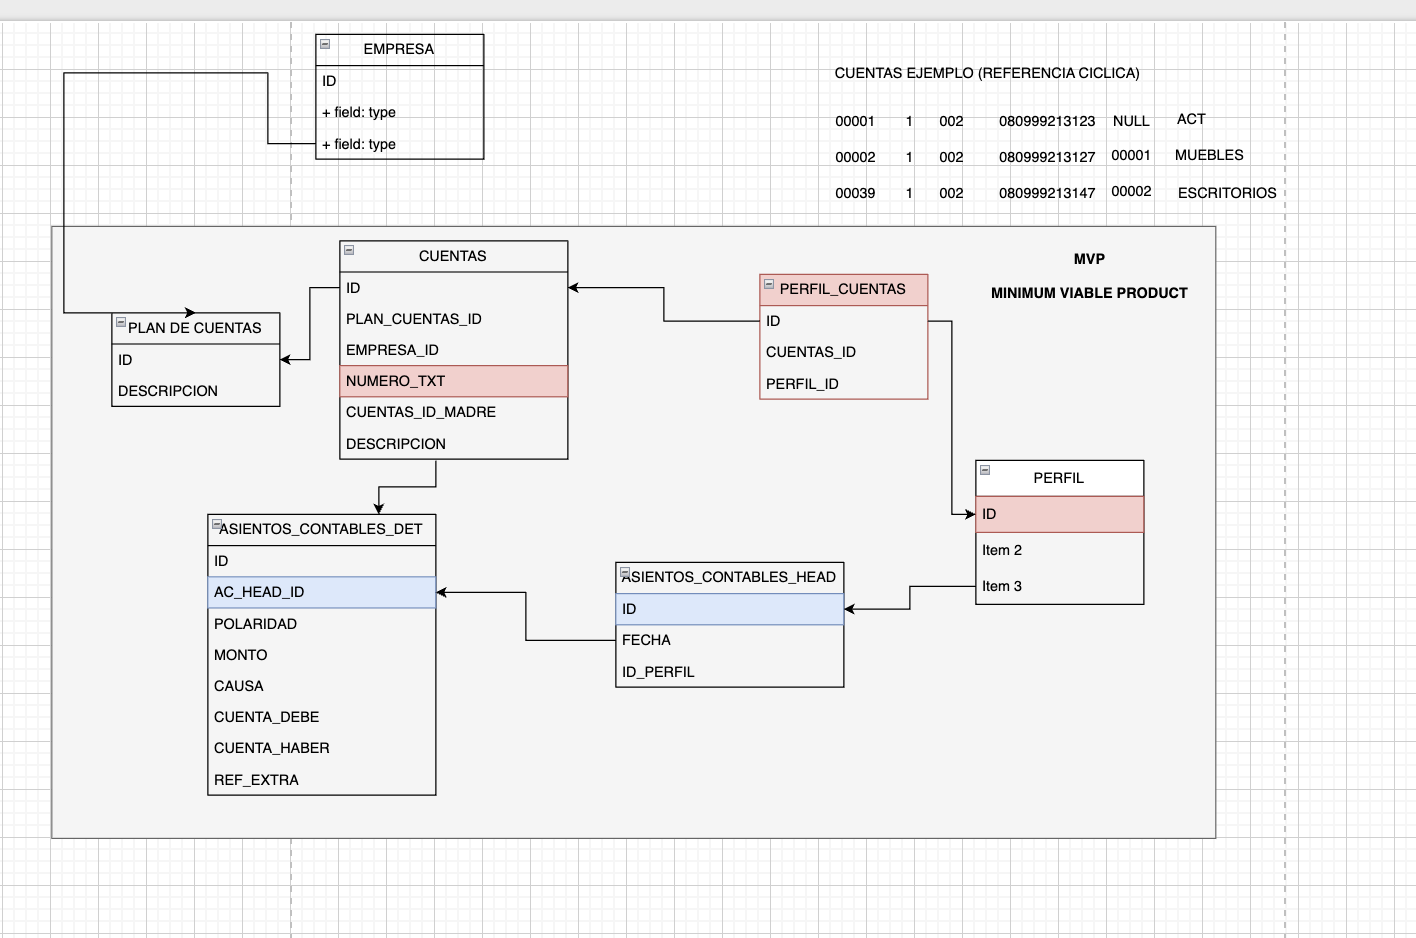 EMPRESA
ID
+ field: type
+ field: type
CUENTAS EJEMPLO (REFERENCIA CICLICA)
00001 1 002 080999213123 NULL ACT
00002 1 002 080999213127 00001 MUEBLES
00039 1 002 080999213147 00002 ESCRITORIOS
MVP
MINIMUM VIABLE PRODUCT
PLAN DE CUENTAS
ID
DESCRIPCION
CUENTAS
ID
PLAN_CUENTAS_ID
EMPRESA_ID
NUMERO_TXT
CUENTAS_ID_MADRE
DESCRIPCION
PERFIL_CUENTAS
ID
CUENTAS_ID
PERFIL_ID
PERFIL
ID
Item 2
Item 3
ASIENTOS_CONTABLES_DET
ID
AC_HEAD_ID
POLARIDAD
MONTO
CAUSA
CUENTA_DEBE
CUENTA_HABER
REF_EXTRA
ASIENTOS_CONTABLES_HEAD
ID
FECHA
ID_PERFIL